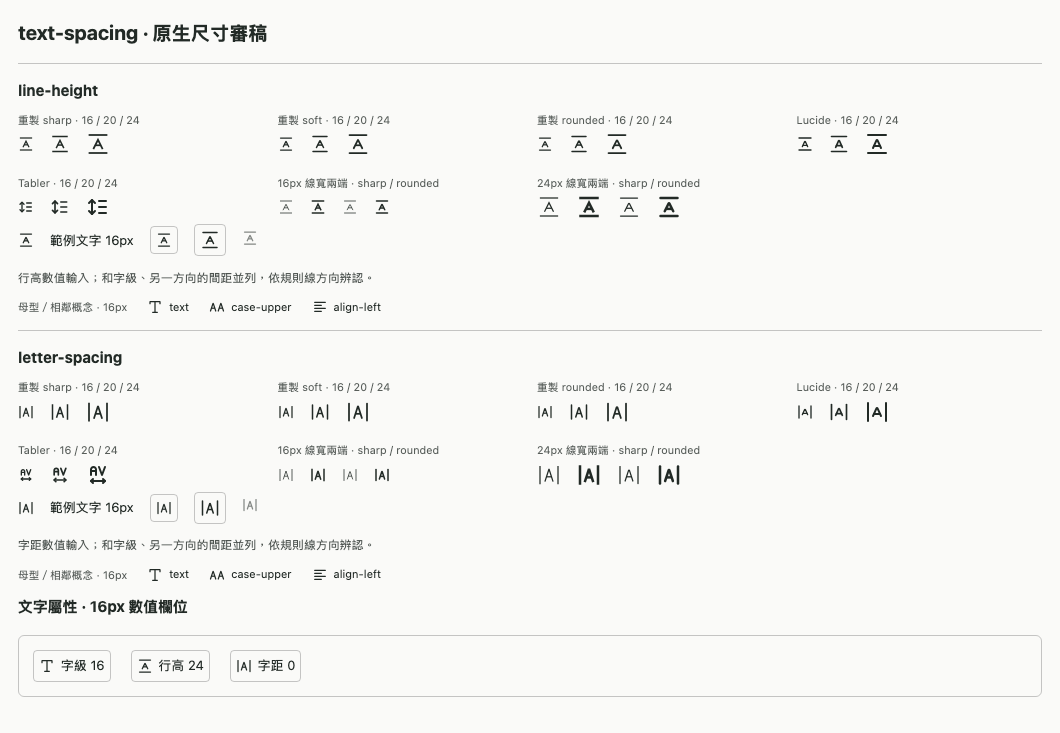 text-spacing · 原生尺寸審稿
line-height
重製 sharp · 16 / 20 / 24
重製 soft · 16 / 20 / 24
重製 rounded · 16 / 20 / 24
Lucide · 16 / 20 / 24
A A A
A A A
A A A
A A A
Tabler · 16 / 20 / 24
16px 線寬兩端 · sharp / rounded
24px 線寬兩端 · sharp / rounded
A A A A
A A A A
A 範例文字 16px A A A
行高數值輸入；和字級、另一方向的間距並列，依規則線方向辨認。
母型 / 相鄰概念 · 16px T text AA case-upper align-left
letter-spacing
重製 sharp · 16 / 20 / 24
重製 soft · 16 / 20 / 24
重製 rounded · 16 / 20 / 24
Lucide · 16 / 20 / 24
|A| |A| |A|
|A| |A| |A|
|A| |A| |A|
|A| |A| |A|
Tabler · 16 / 20 / 24
16px 線寬兩端 · sharp / rounded
24px 線寬兩端 · sharp / rounded
AV AV AV
|A| |A| |A| |A|
|A| |A| |A| |A|
|A| 範例文字 16px |A| |A| |A|
字距數值輸入；和字級、另一方向的間距並列，依規則線方向辨認。
母型 / 相鄰概念 · 16px T text AA case-upper align-left
文字屬性 · 16px 數值欄位
T 字級 16 A 行高 24 |A| 字距 0